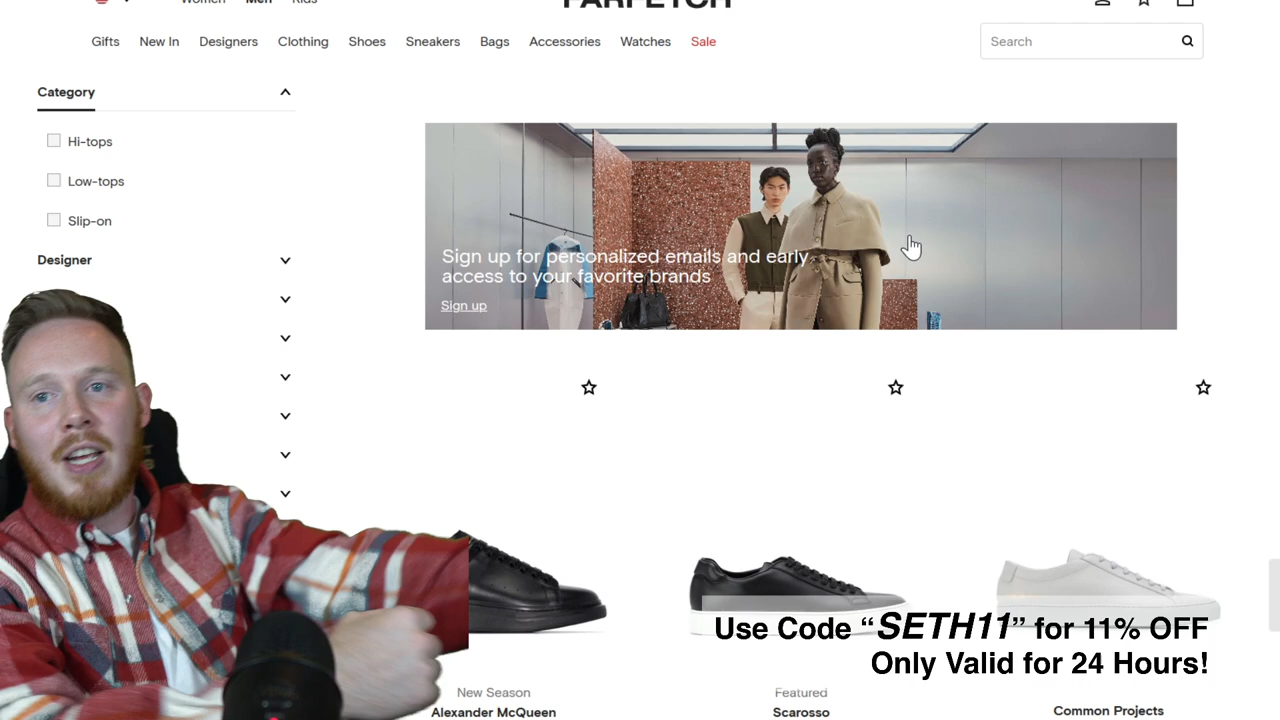 Women Men Kids
FARFETCH
Gifts New In Designers Clothing Shoes Sneakers Bags Accessories Watches Sale
Search
Category
Hi-tops
Low-tops
Slip-on
Designer
Sign up for personalized emails and early
access to your favorite brands
Sign up
Use Code “SETH11” for 11% OFF
Only Valid for 24 Hours!
New Season
Alexander McQueen
Featured
Scarosso
Common Projects